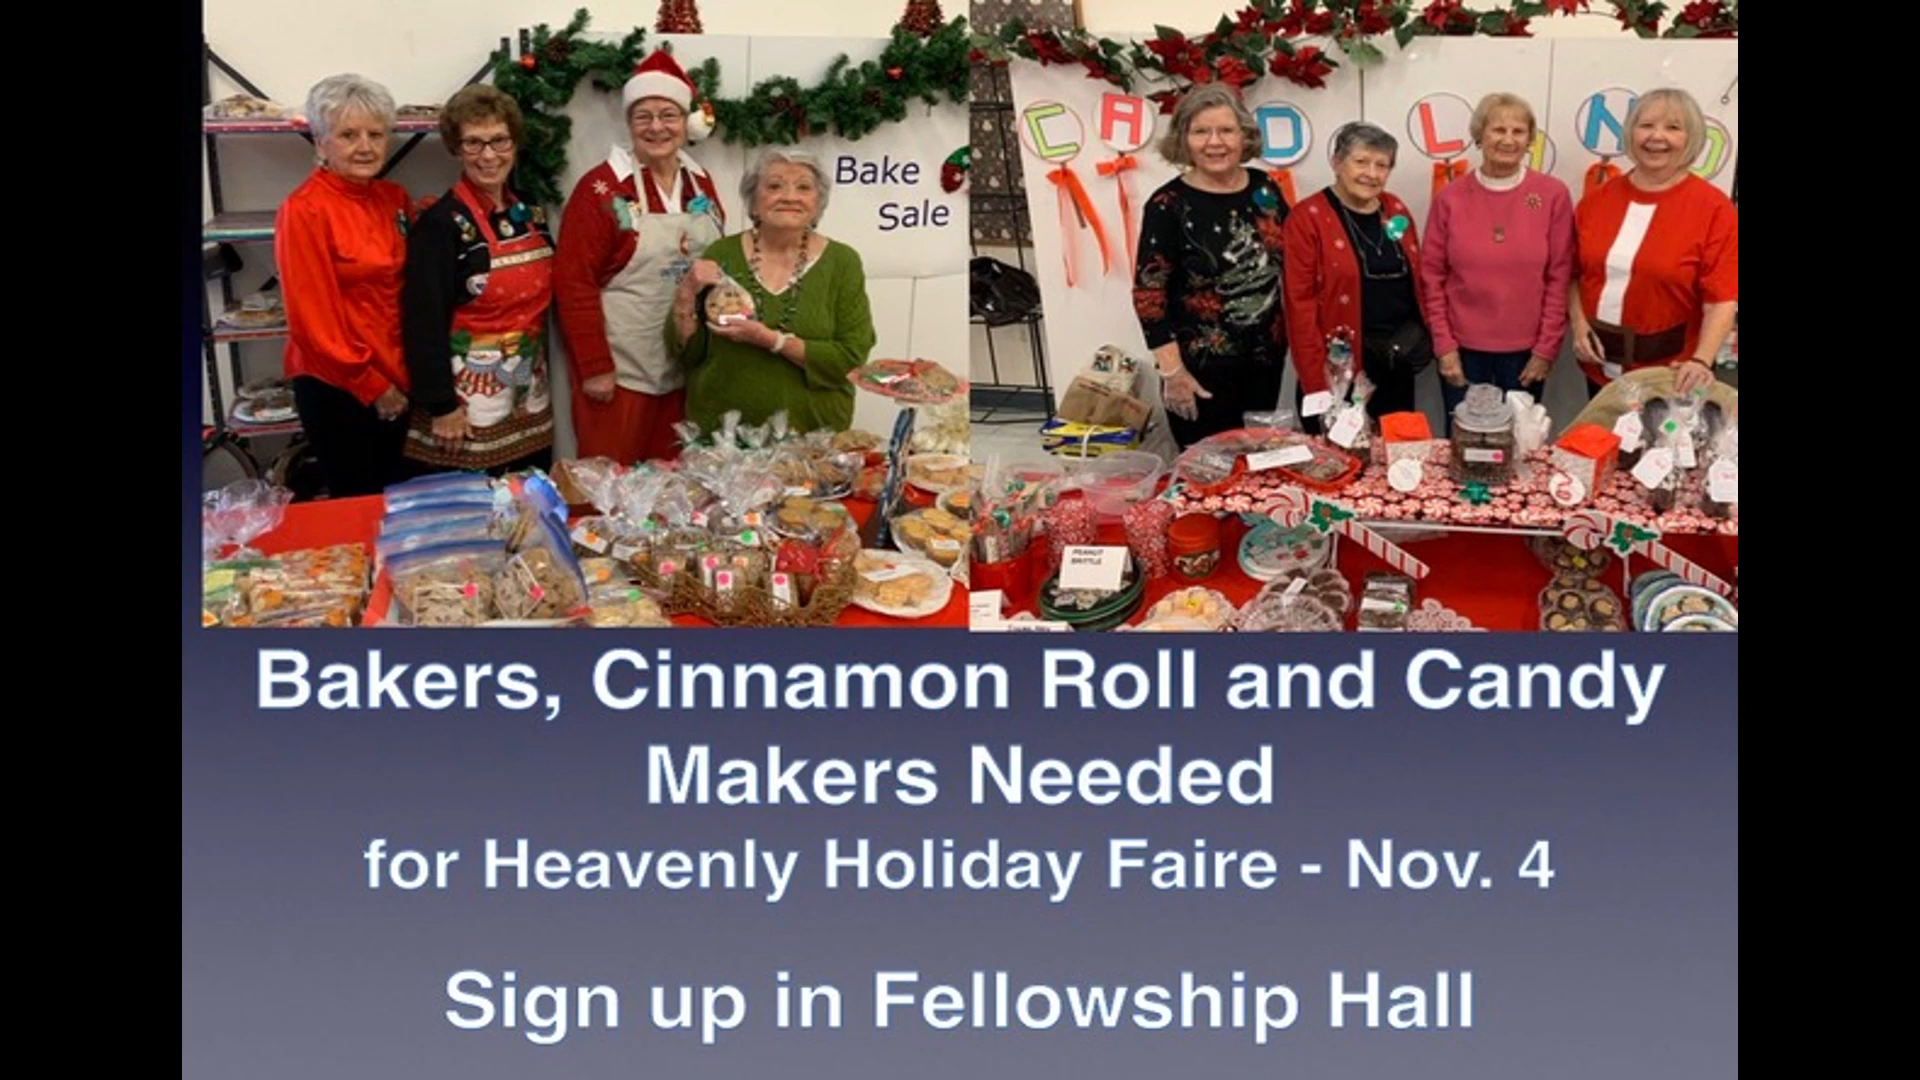 Bake
Sale
C A D L N D
PEANUT
BRITTLE
Bakers, Cinnamon Roll and Candy
Makers Needed
for Heavenly Holiday Faire - Nov. 4
Sign up in Fellowship Hall